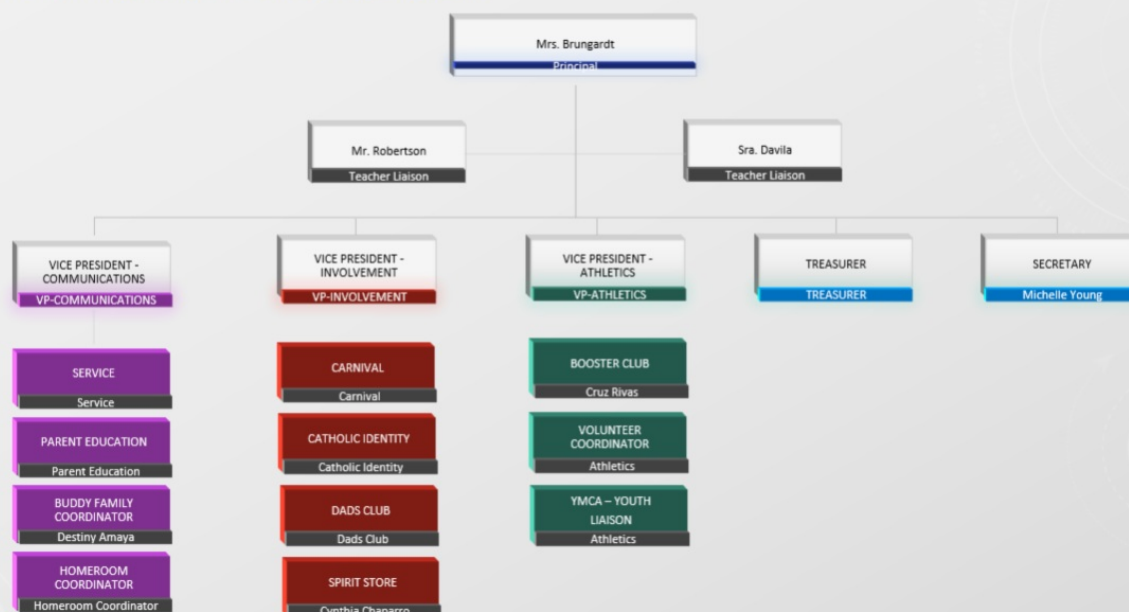 Mrs. Brungardt
Principal
Mr. Robertson
Teacher Liaison
Sra. Davila
Teacher Liaison
VICE PRESIDENT -
COMMUNICATIONS
VP-COMMUNICATIONS
VICE PRESIDENT -
INVOLVEMENT
VP-INVOLVEMENT
VICE PRESIDENT -
ATHLETICS
VP-ATHLETICS
TREASURER
TREASURER
SECRETARY
Michelle Young
SERVICE
Service
PARENT EDUCATION
Parent Education
BUDDY FAMILY
COORDINATOR
Destiny Amaya
HOMEROOM
COORDINATOR
Homeroom Coordinator
CARNIVAL
Carnival
CATHOLIC IDENTITY
Catholic Identity
DADS CLUB
Dads Club
SPIRIT STORE
Cynthia Chaparro
BOOSTER CLUB
Cruz Rivas
VOLUNTEER
COORDINATOR
Athletics
YMCA – YOUTH
LIAISON
Athletics